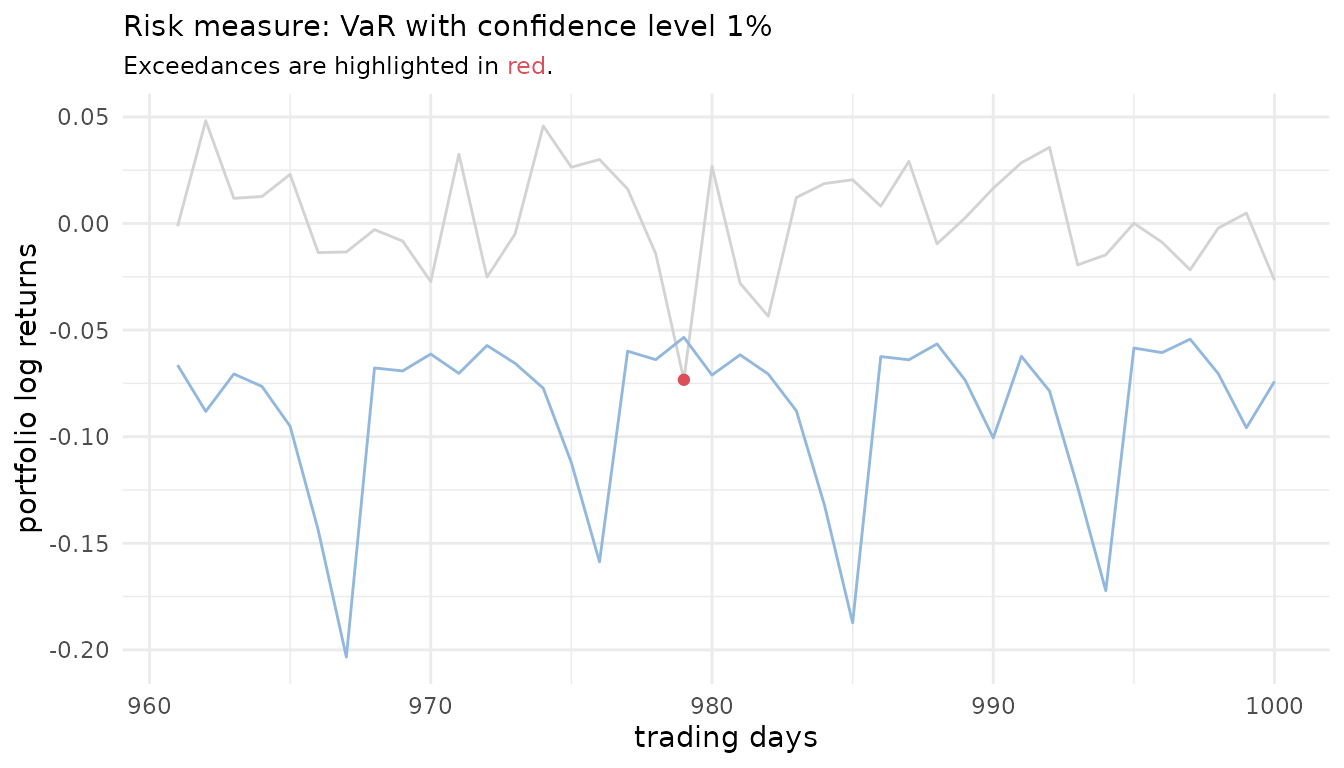 Risk measure: VaR with confidence level 1%
Exceedances are highlighted in red.
0.05
0.00
-0.05
-0.10
-0.15
-0.20
portfolio log returns
960 970 980 990 1000
trading days